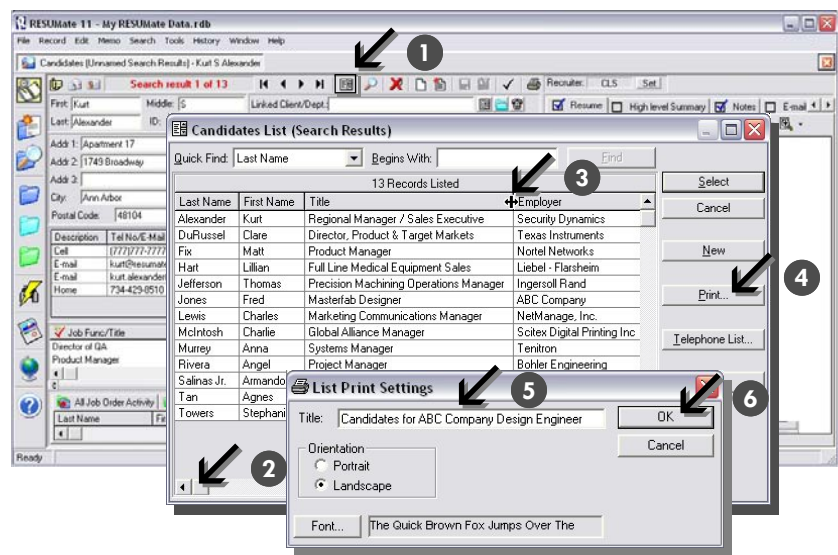 RESUMate 11 - My RESUMate Data.rdb
File Record Edit Memo Search Tools History Window Help
Candidates (Unnamed Search Results) - Kurt S Alexander
1
Search result 1 of 13 Recruiter: CLS Set
First: Kurt Middle: S Linked Client/Dept: Resume High level Summary Notes E-mail
Last: Alexander ID:
Addr 1: Apartment 17
Addr 2: 1749 Broadway
Addr 3:
City: Ann Arbor
Postal Code: 48104
Description Tel No/E-Mail
Cell (777)777-7777
E-mail kurt@resumate
E-mail kurt.alexander
Home 734-429-8510
Job Func/Title
Director of QA
Product Manager
All Job Order Activity
Last Name Fir
Ready
Candidates List (Search Results)
Quick Find: Last Name Begins With: Find
13 Records Listed
3
Last Name First Name Title Employer
Alexander Kurt Regional Manager / Sales Executive Security Dynamics
DuRussel Clare Director, Product & Target Markets Texas Instruments
Fix Matt Product Manager Nortel Networks
Hart Lillian Full Line Medical Equipment Sales Liebel - Flarsheim
Jefferson Thomas Precision Machining Operations Manager Ingersoll Rand
Jones Fred Masterfab Designer ABC Company
Lewis Charles Marketing Communications Manager NetManage, Inc.
McIntosh Charlie Global Alliance Manager Scitex Digital Printing Inc
Murrey Anna Systems Manager Tenitron
Rivera Angel Project Manager Bohler Engineering
Salinas Jr. Armando
Tan Agnes
Towers Stephani
2
Select
Cancel
New
Print...
4
Telephone List...
List Print Settings
5
6
Title: Candidates for ABC Company Design Engineer
OK
Cancel
Orientation
Portrait
Landscape
Font... The Quick Brown Fox Jumps Over The